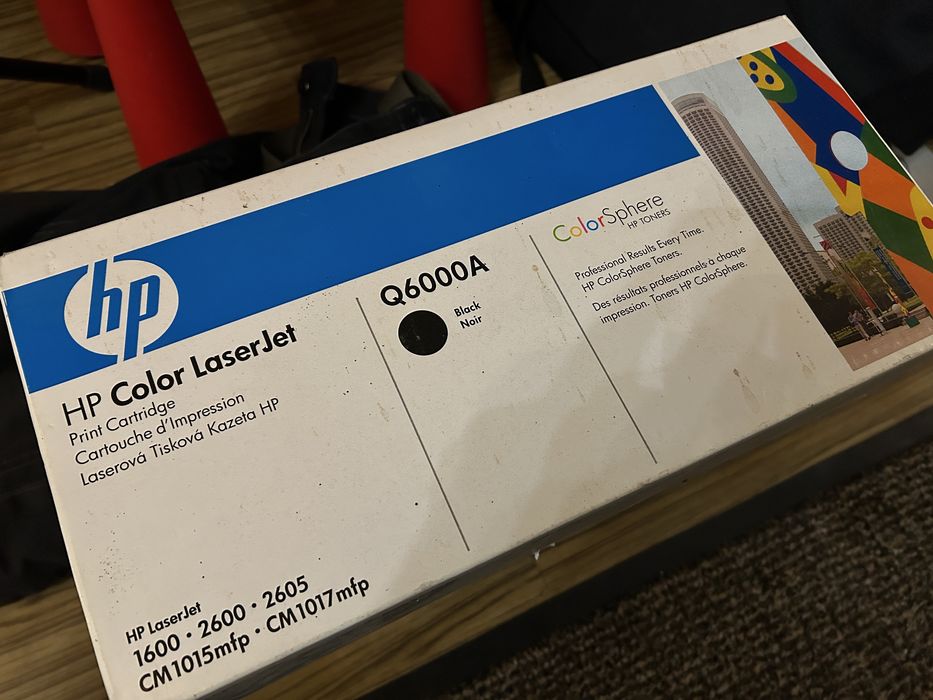 hp
HP Color LaserJet
Print Cartridge
Cartouche d'Impression
Laserová Tisková Kazeta HP
HP LaserJet
1600 • 2600 • 2605
CM1015mfp • CM1017mfp
Q6000A
Black
Noir
ColorSphere
HP TONERS
Professional Results Every Time.
HP ColorSphere Toners.
Des résultats professionnels à chaque
impression. Toners HP ColorSphere.